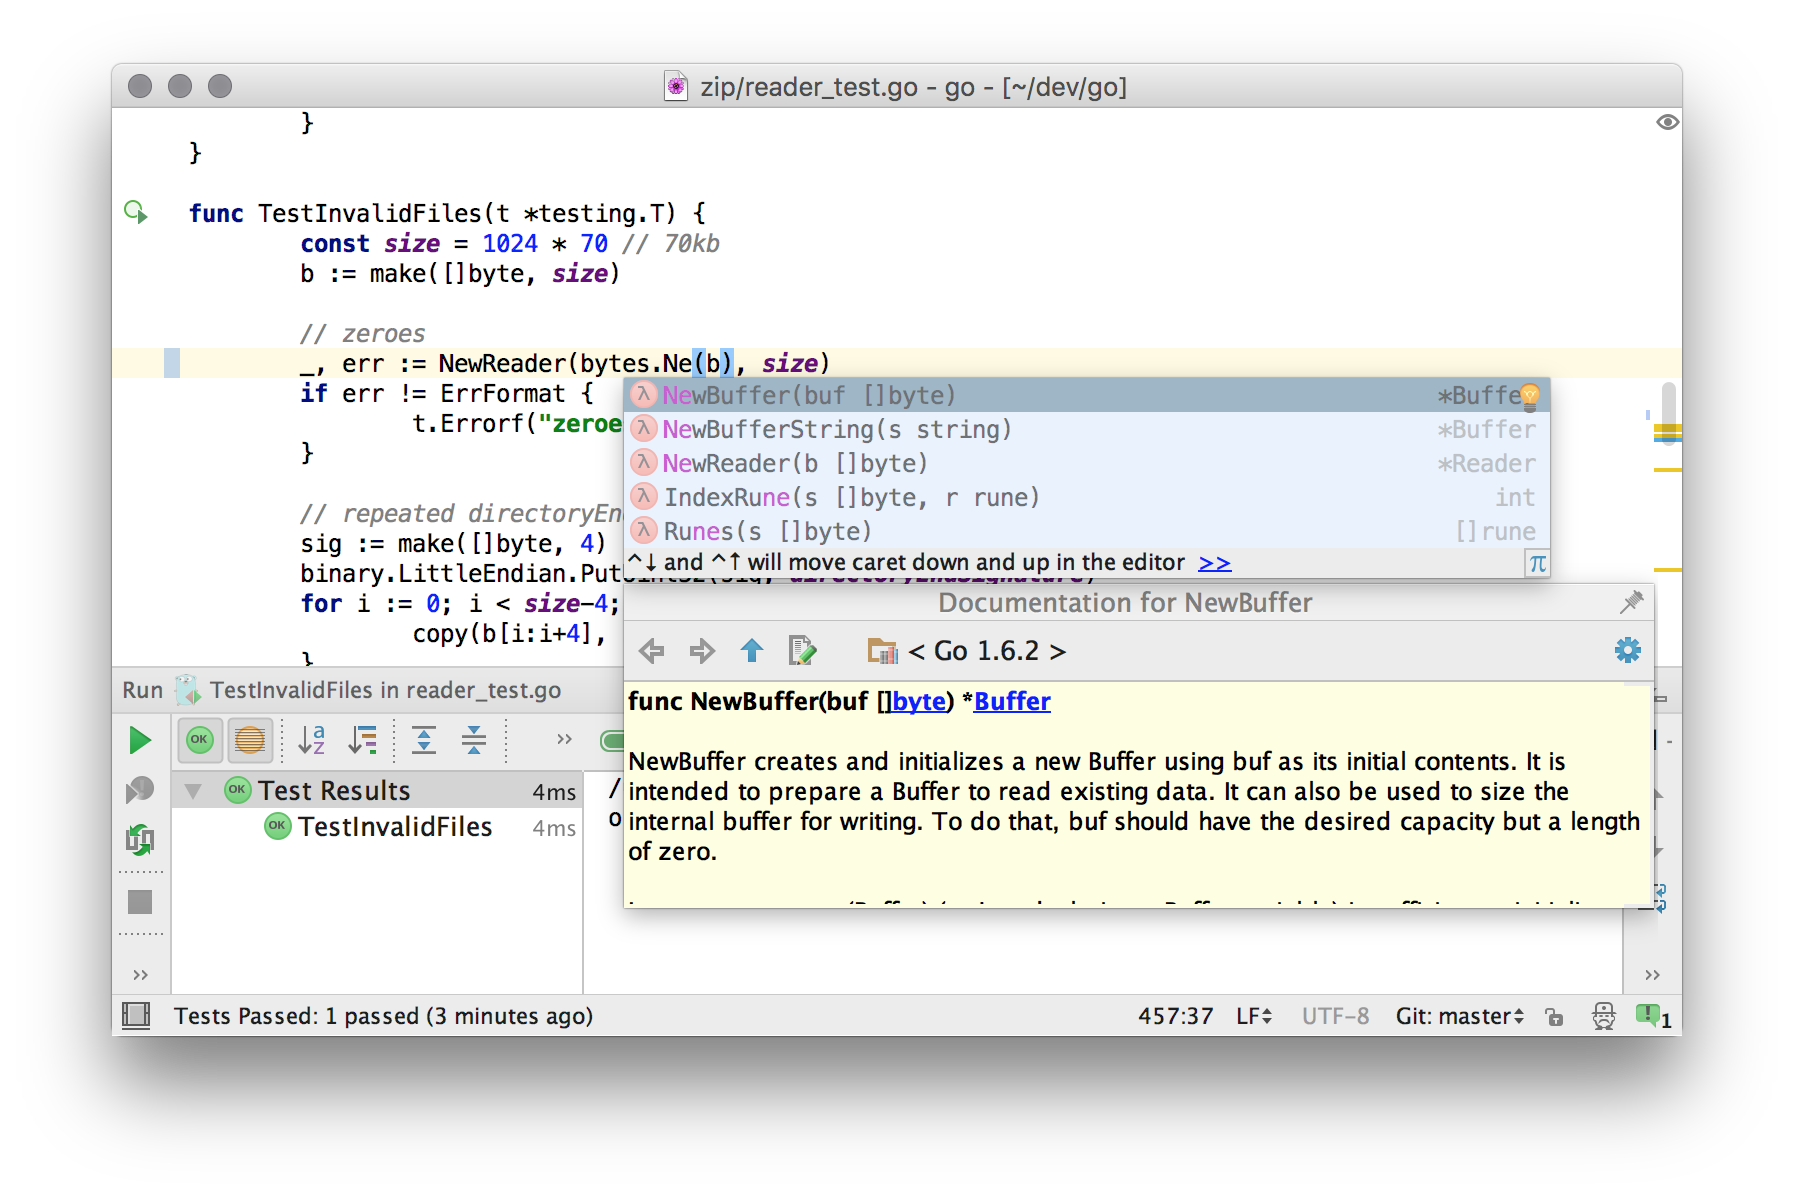 zip/reader_test.go - go - [~/dev/go]
}
}
func TestInvalidFiles(t *testing.T) {
const size = 1024 * 70 // 70kb
b := make([]byte, size)
// zeroes
_, err := NewReader(bytes.Ne(b), size)
if err != ErrFormat {
t.Errorf("zeroe
}
// repeated directoryEn
sig := make([]byte, 4)
binary.LittleEndian.PutUint32(sig, directoryEndSignature)
for i := 0; i < size-4;
copy(b[i:i+4],
}
NewBuffer(buf []byte) *Buffe
NewBufferString(s string) *Buffer
NewReader(b []byte) *Reader
IndexRune(s []byte, r rune) int
Runes(s []byte) []rune
^↓ and ^↑ will move caret down and up in the editor >> π
Documentation for NewBuffer
< Go 1.6.2 >
func NewBuffer(buf []byte) *Buffer
NewBuffer creates and initializes a new Buffer using buf as its initial contents. It is
intended to prepare a Buffer to read existing data. It can also be used to size the
internal buffer for writing. To do that, buf should have the desired capacity but a length
of zero.
Run TestInvalidFiles in reader_test.go
OK
a
z
>>
OK Test Results 4ms
OK TestInvalidFiles 4ms
/
o
>>
>>
Tests Passed: 1 passed (3 minutes ago) 457:37 LF UTF-8 Git: master 1